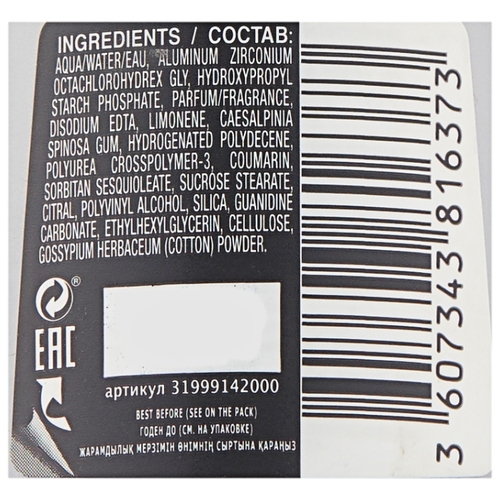 INGREDIENTS / СОСТАВ:
AQUA/WATER/EAU, ALUMINUM ZIRCONIUM
OCTACHLOROHYDREX GLY, HYDROXYPROPYL
STARCH PHOSPHATE, PARFUM/FRAGRANCE,
DISODIUM EDTA, LIMONENE, CAESALPINIA
SPINOSA GUM, HYDROGENATED POLYDECENE,
POLYUREA CROSSPOLYMER-3, COUMARIN,
SORBITAN SESQUIOLEATE, SUCROSE STEARATE,
CITRAL, POLYVINYL ALCOHOL, SILICA, GUANIDINE
CARBONATE, ETHYLHEXYLGLYCERIN, CELLULOSE,
GOSSYPIUM HERBACEUM (COTTON) POWDER.
®
EAC
артикул 31999142000
BEST BEFORE (SEE ON THE PACK)
ГОДЕН ДО (СМ. НА УПАКОВКЕ)
ЖАРАМДЫЛЫҚ МЕРЗІМІН ӨНІМНІҢ СЫРТЫНА ҚАРАҢЫЗ
3 607343 816373